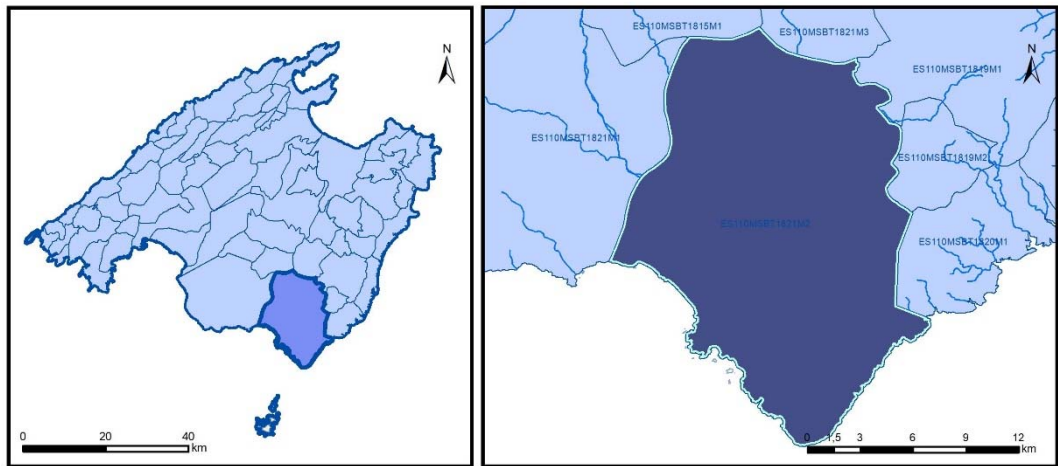 N
0 20 40
km
ES110MSBT1815M1
ES110MSBT1821M3
N
ES110MSBT1819M1
ES110MSBT1821M1
ES110MSBT1819M2
ES110MSBT1821M2
ES110MSBT1820M1
0 1,5 3 6 9 12
km